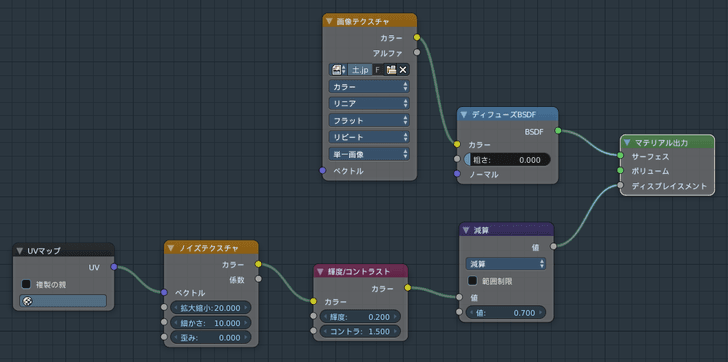 画像テクスチャ
カラー
アルファ
土.jp F
カラー
リニア
フラット
リピート
単一画像
ベクトル
ディフューズBSDF
BSDF
カラー
粗さ: 0.000
ノーマル
マテリアル出力
サーフェス
ボリューム
ディスプレイスメント
UVマップ
UV
複製の親
ノイズテクスチャ
カラー
係数
ベクトル
拡大縮小: 20.000
細かさ: 10.000
歪み: 0.000
輝度/コントラスト
カラー
カラー
輝度: 0.200
コントラ: 1.500
減算
値
減算
範囲制限
値
値: 0.700